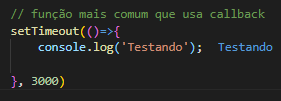 // função mais comum que usa callback
setTimeout(()=>{
console.log('Testando'); Testando
}, 3000)